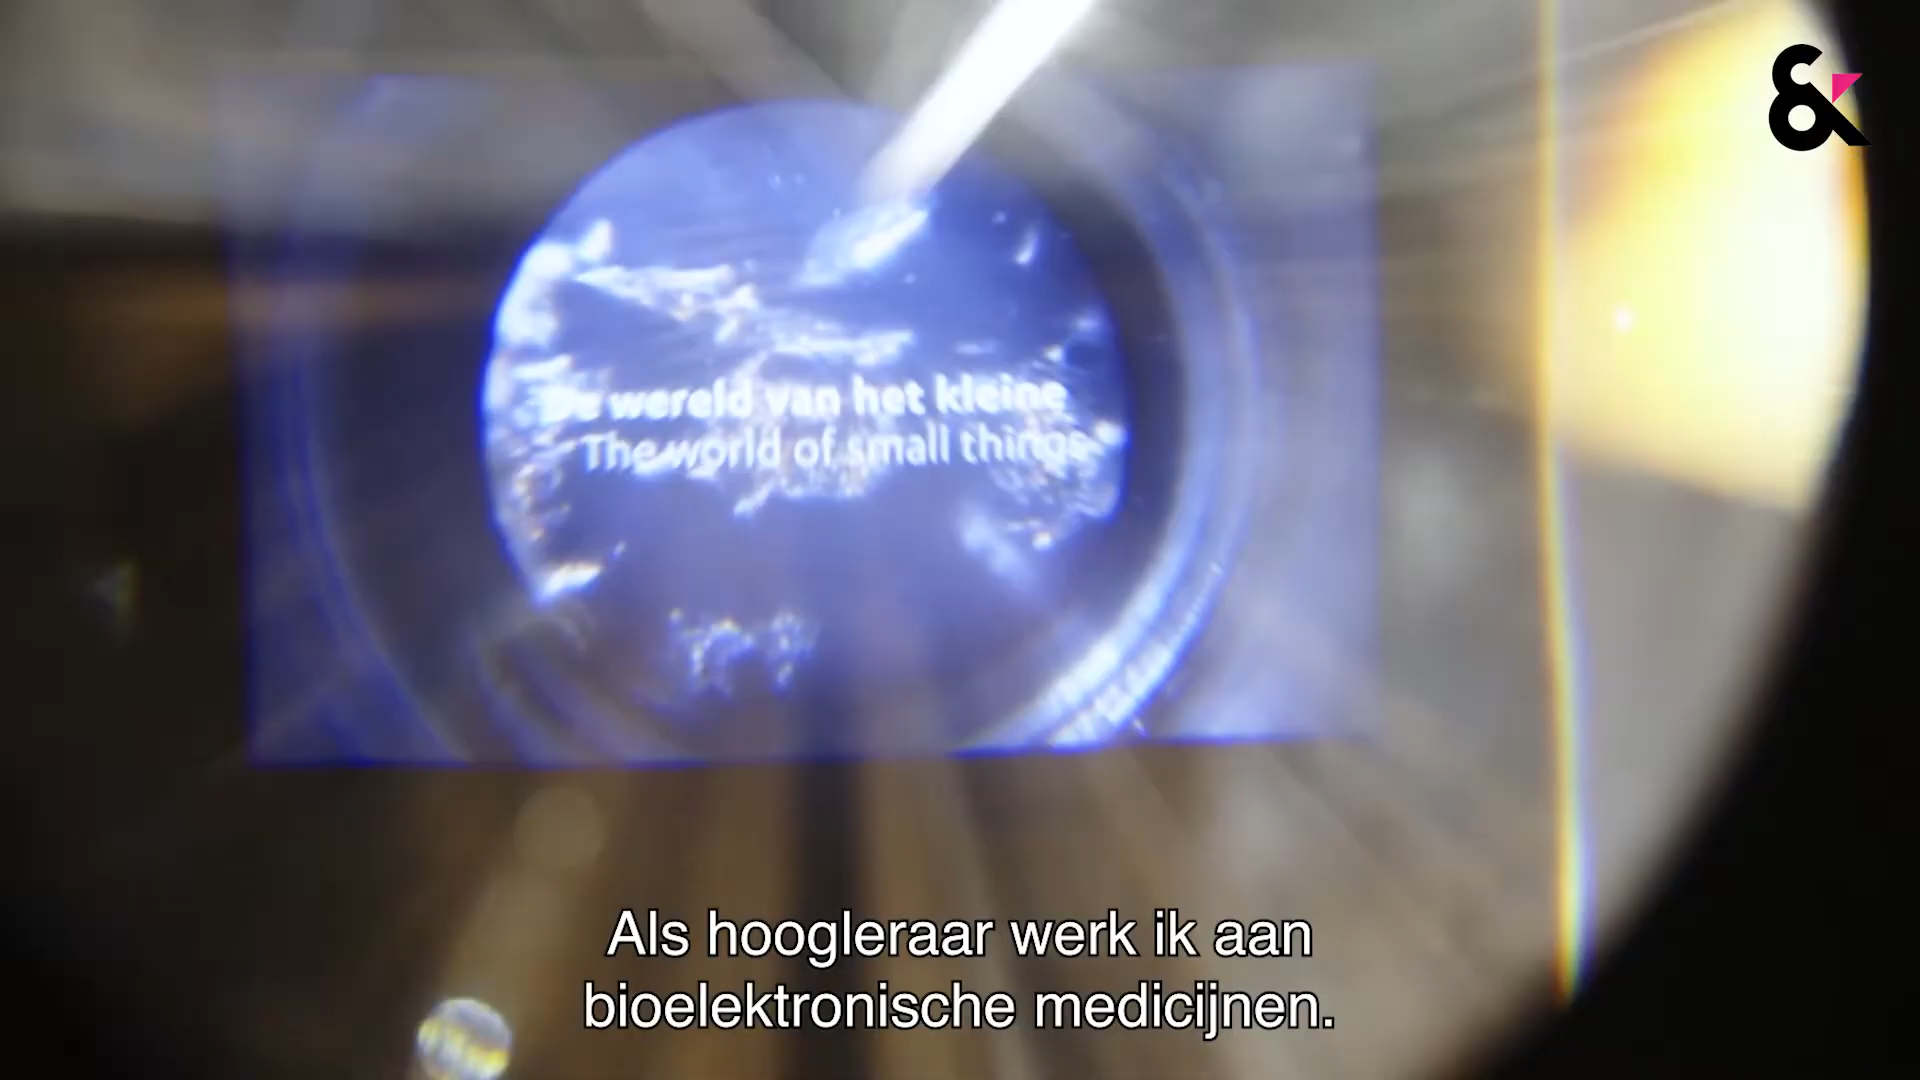 De wereld van het kleine
The world of small things
Als hoogleraar werk ik aan
bioelektronische medicijnen.